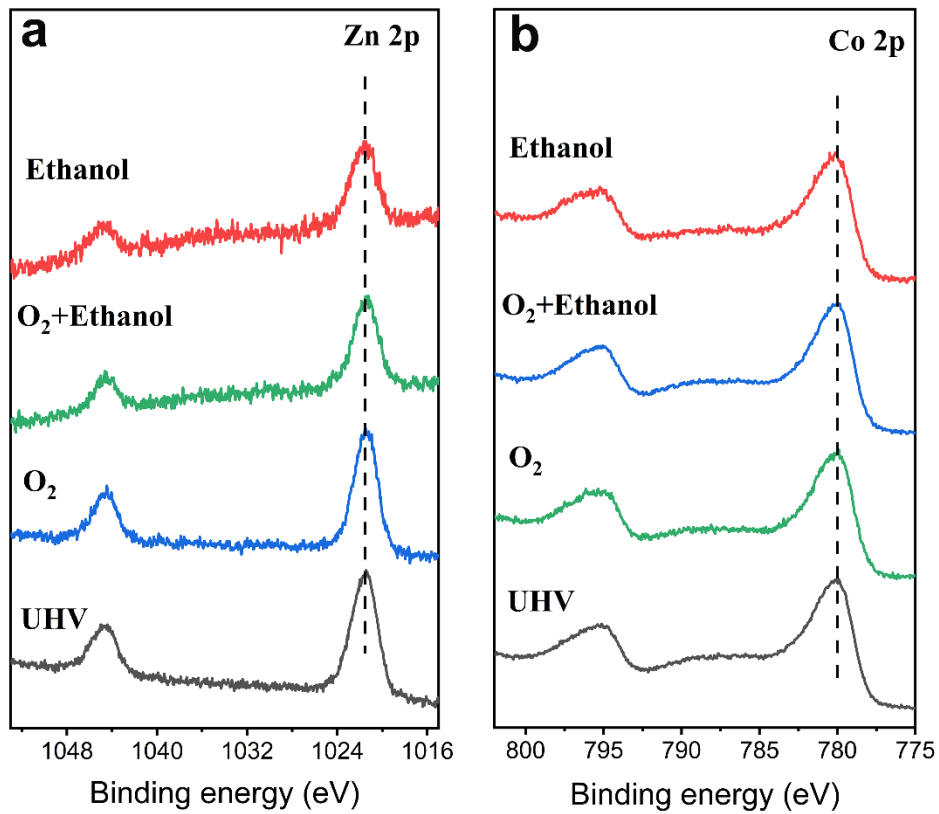 a
Zn 2p
Ethanol
O₂+Ethanol
O₂
UHV
1048 1040 1032 1024 1016
Binding energy (eV)
b
Co 2p
Ethanol
O₂+Ethanol
O₂
UHV
800 795 790 785 780 775
Binding energy (eV)